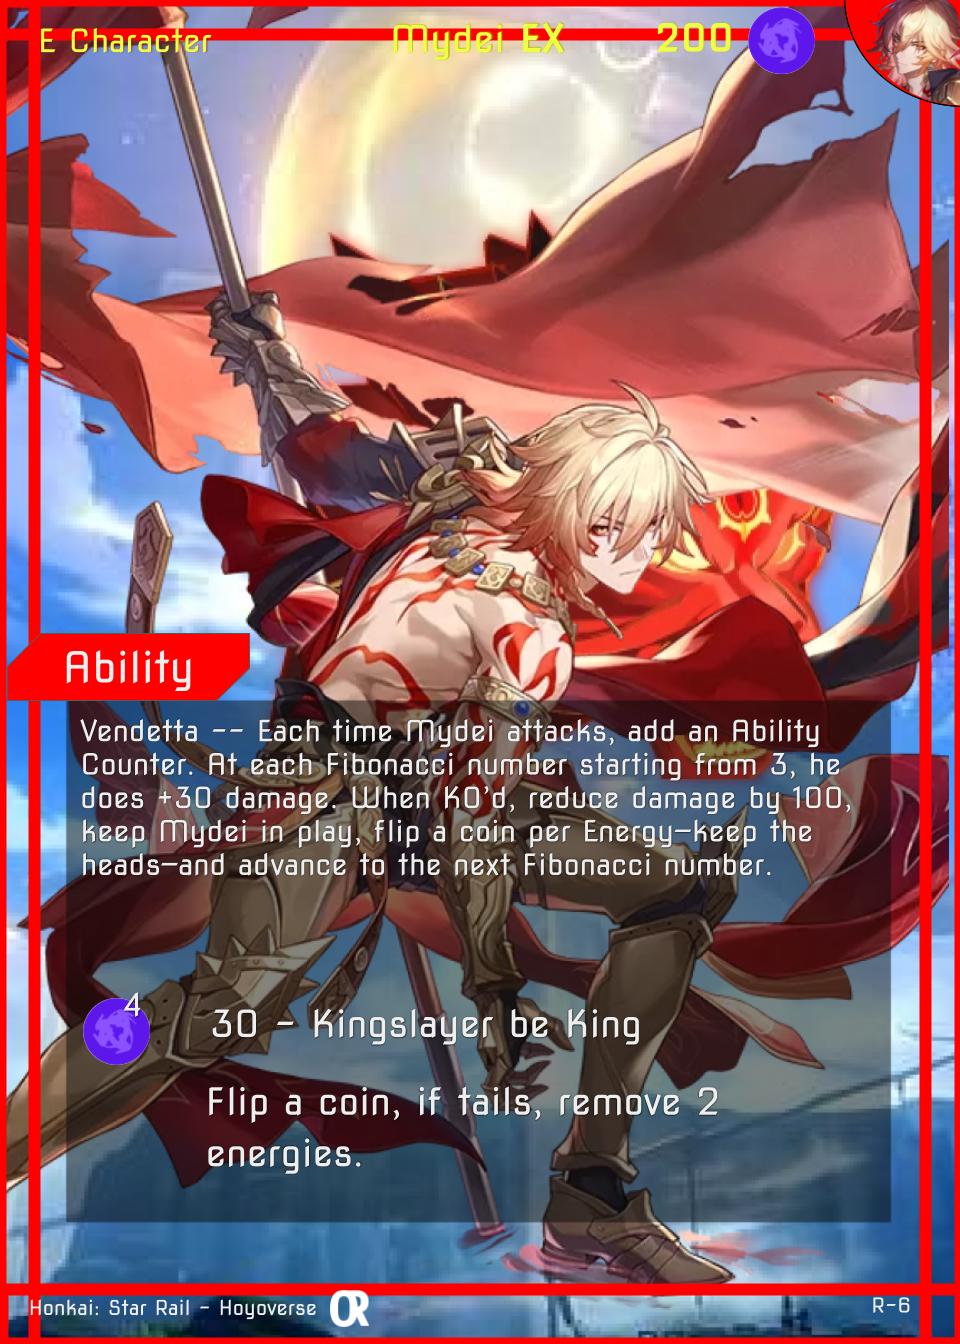 E Character
Mydei EX
200
Ability
Vendetta -- Each time Mydei attacks, add an Ability
Counter. At each Fibonacci number starting from 3, he
does +30 damage. When KO'd, reduce damage by 100,
keep Mydei in play, flip a coin per Energy—keep the
heads—and advance to the next Fibonacci number.
4
30 - Kingslayer be King
Flip a coin, if tails, remove 2
energies.
Honkai: Star Rail - Hoyoverse
OR
R-6